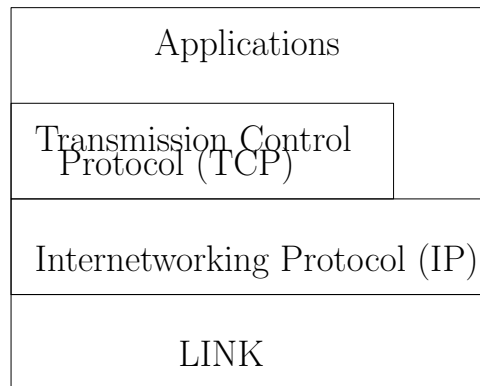 Applications
Transmission Control
Protocol (TCP)
Internetworking Protocol (IP)
LINK